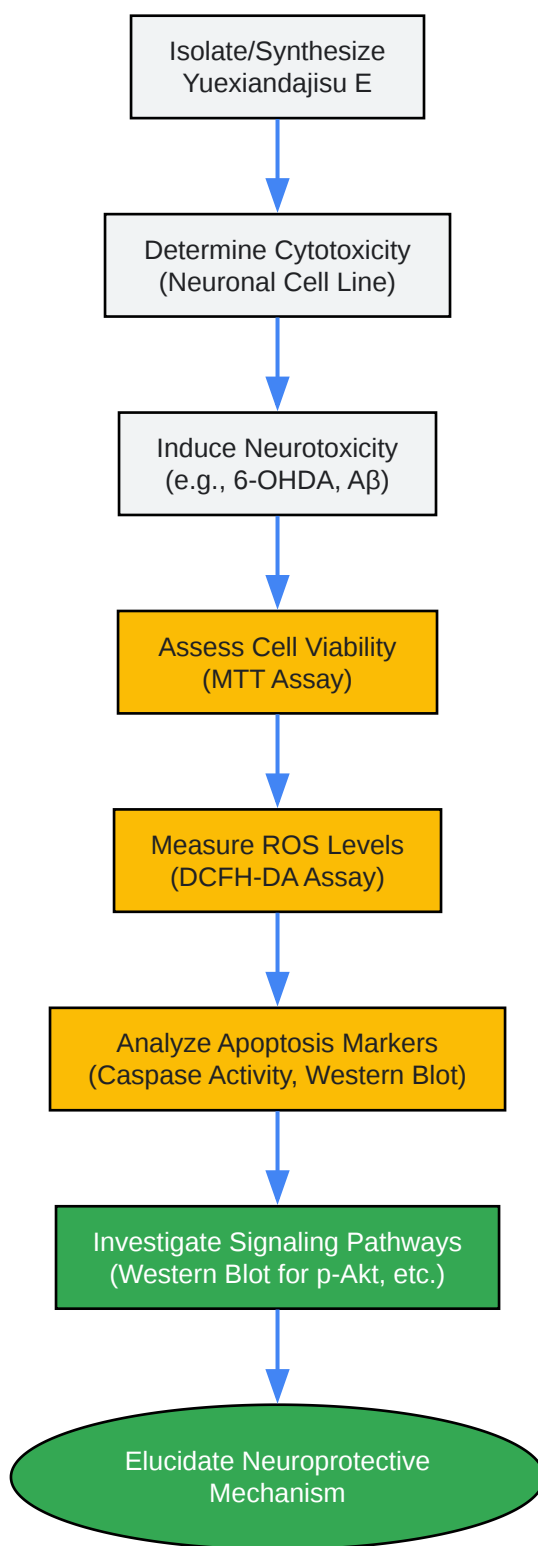 Isolate/Synthesize
Yuexiandajisu E
Determine Cytotoxicity
(Neuronal Cell Line)
Induce Neurotoxicity
(e.g., 6-OHDA, Aβ)
Assess Cell Viability
(MTT Assay)
Measure ROS Levels
(DCFH-DA Assay)
Analyze Apoptosis Markers
(Caspase Activity, Western Blot)
Investigate Signaling Pathways
(Western Blot for p-Akt, etc.)
Elucidate Neuroprotective
Mechanism